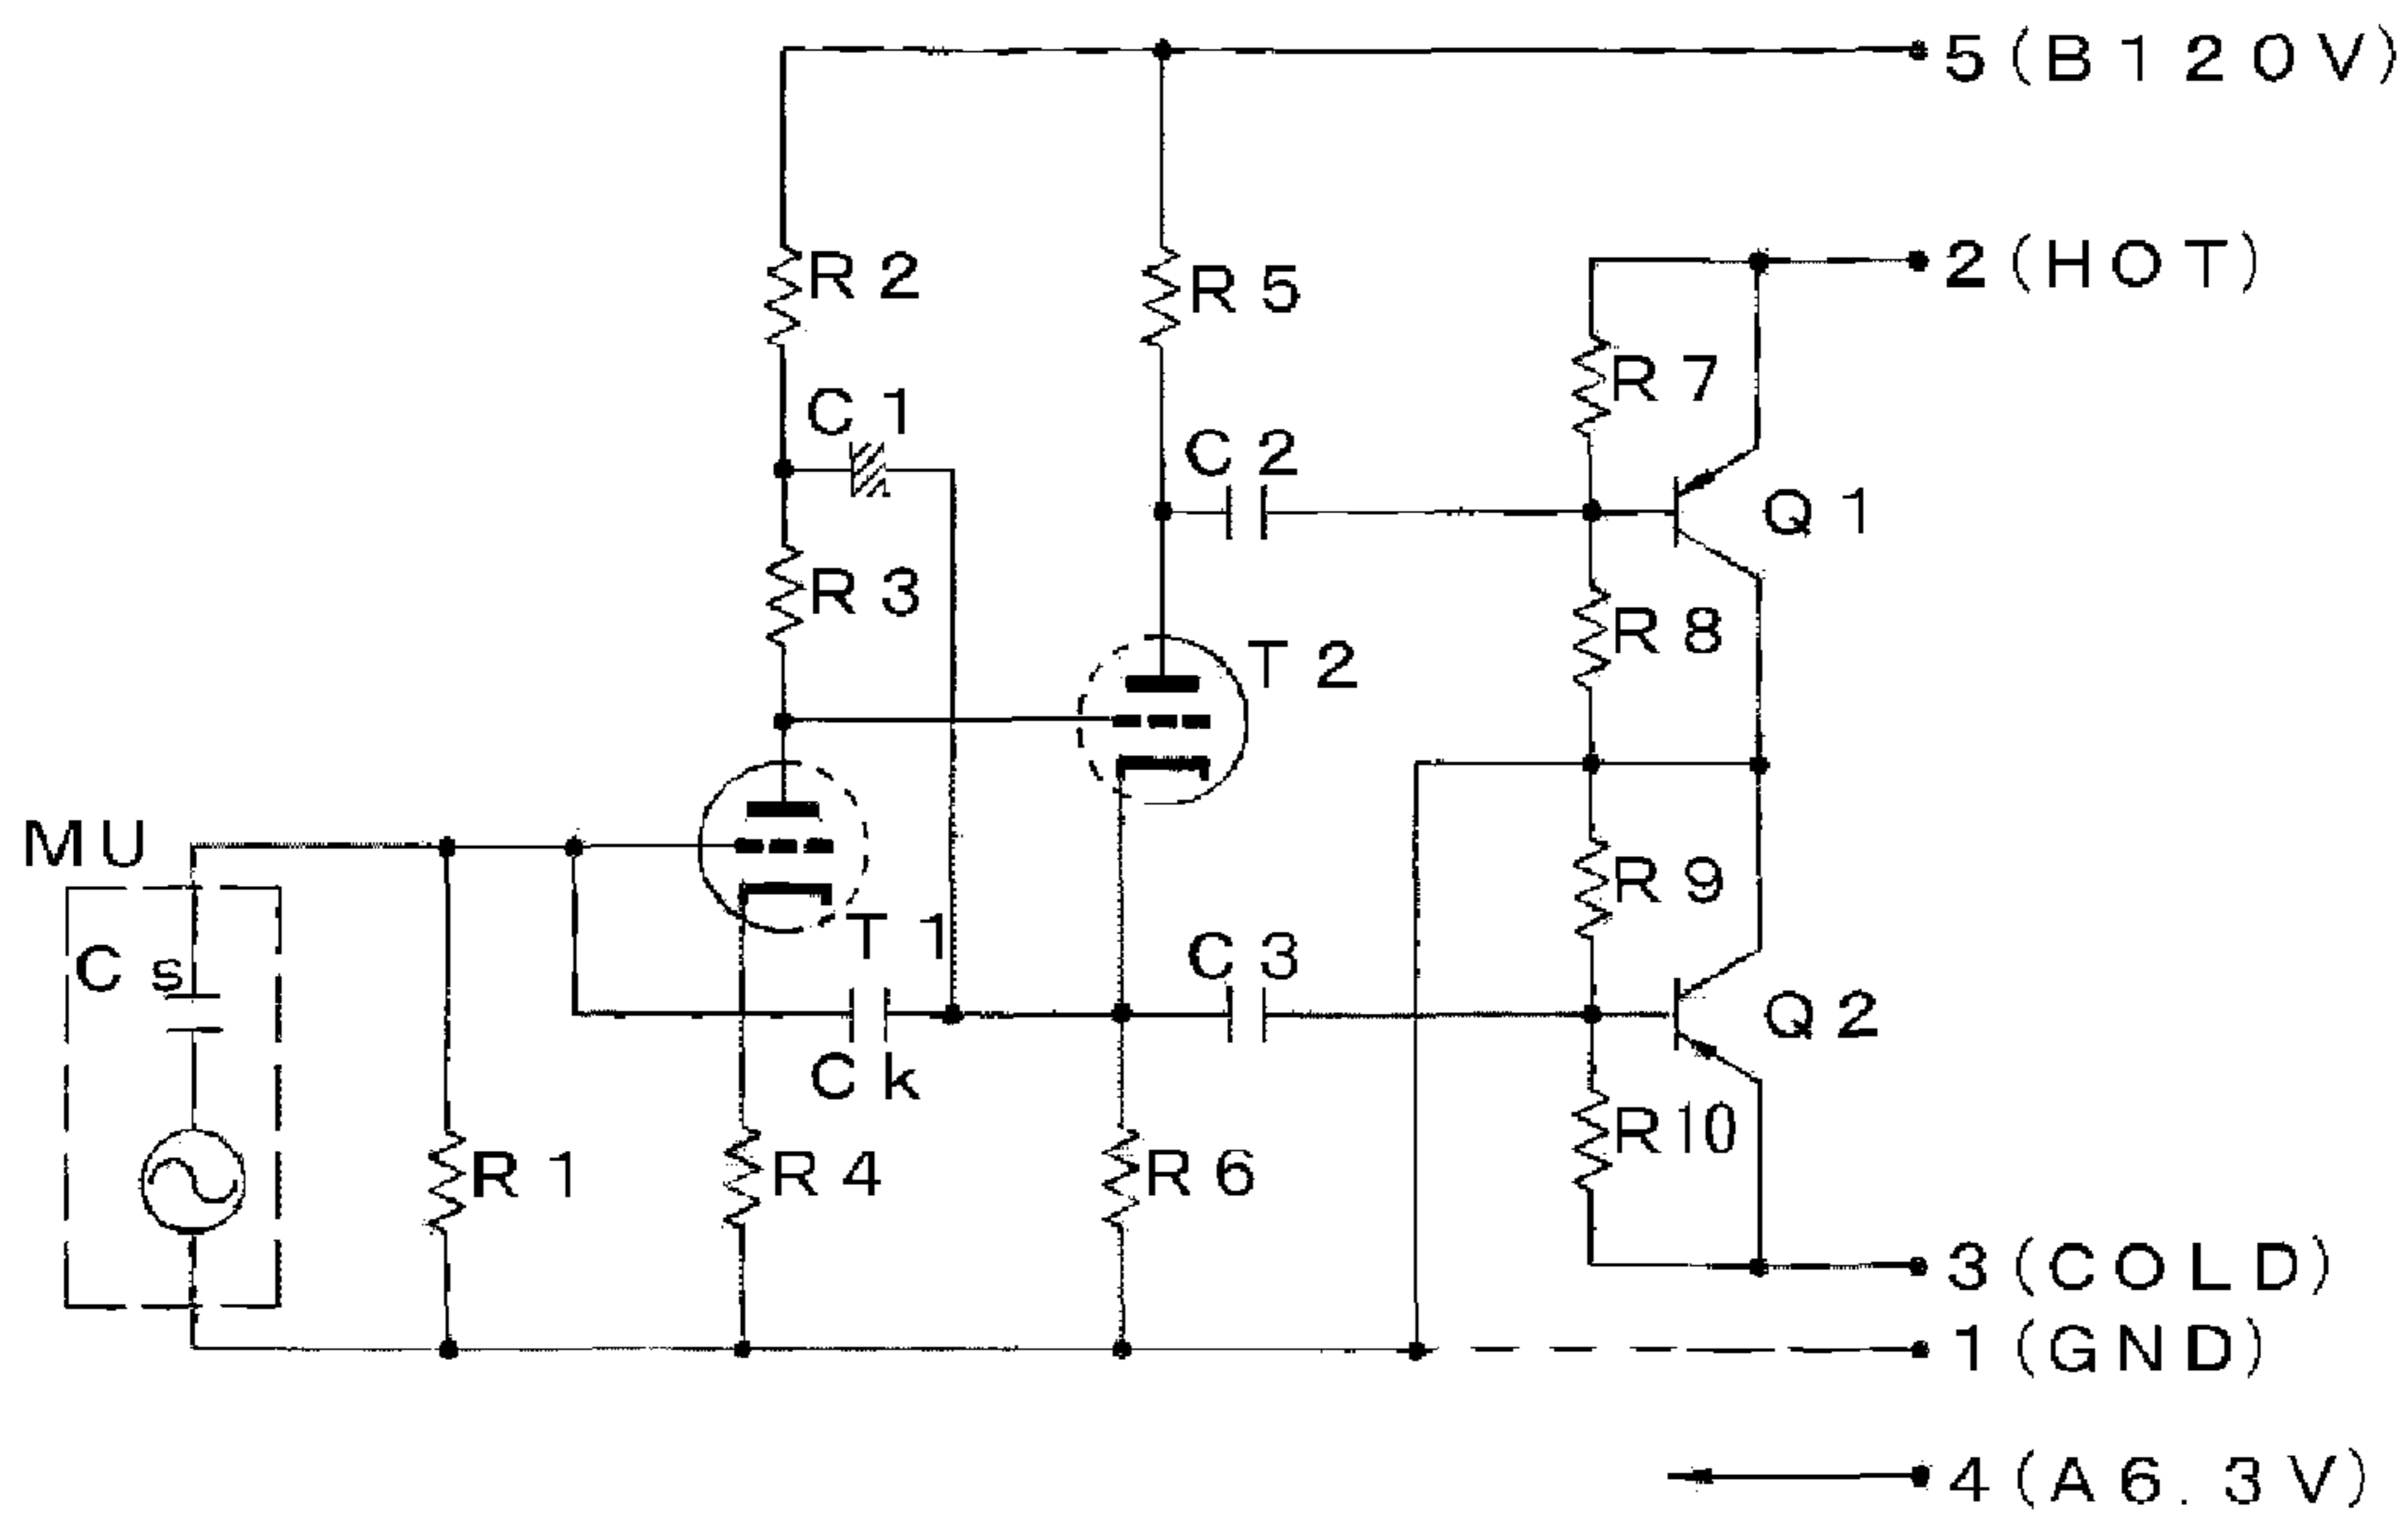 5(B120V)
2(HOT)
R2
R5
R7
C1
C2
Q1
R3
R8
T2
MU
R9
T1
Cs
C3
Q2
Ck
R1
R4
R6
R10
3(COLD)
1(GND)
4(A6.3V)